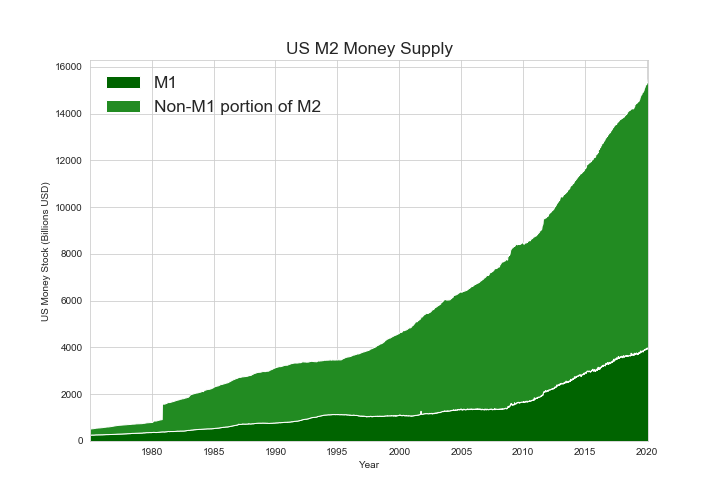 US M2 Money Supply
M1
Non-M1 portion of M2
US Money Stock (Billions USD)
16000
14000
12000
10000
8000
6000
4000
2000
0
1980 1985 1990 1995 2000 2005 2010 2015 2020
Year